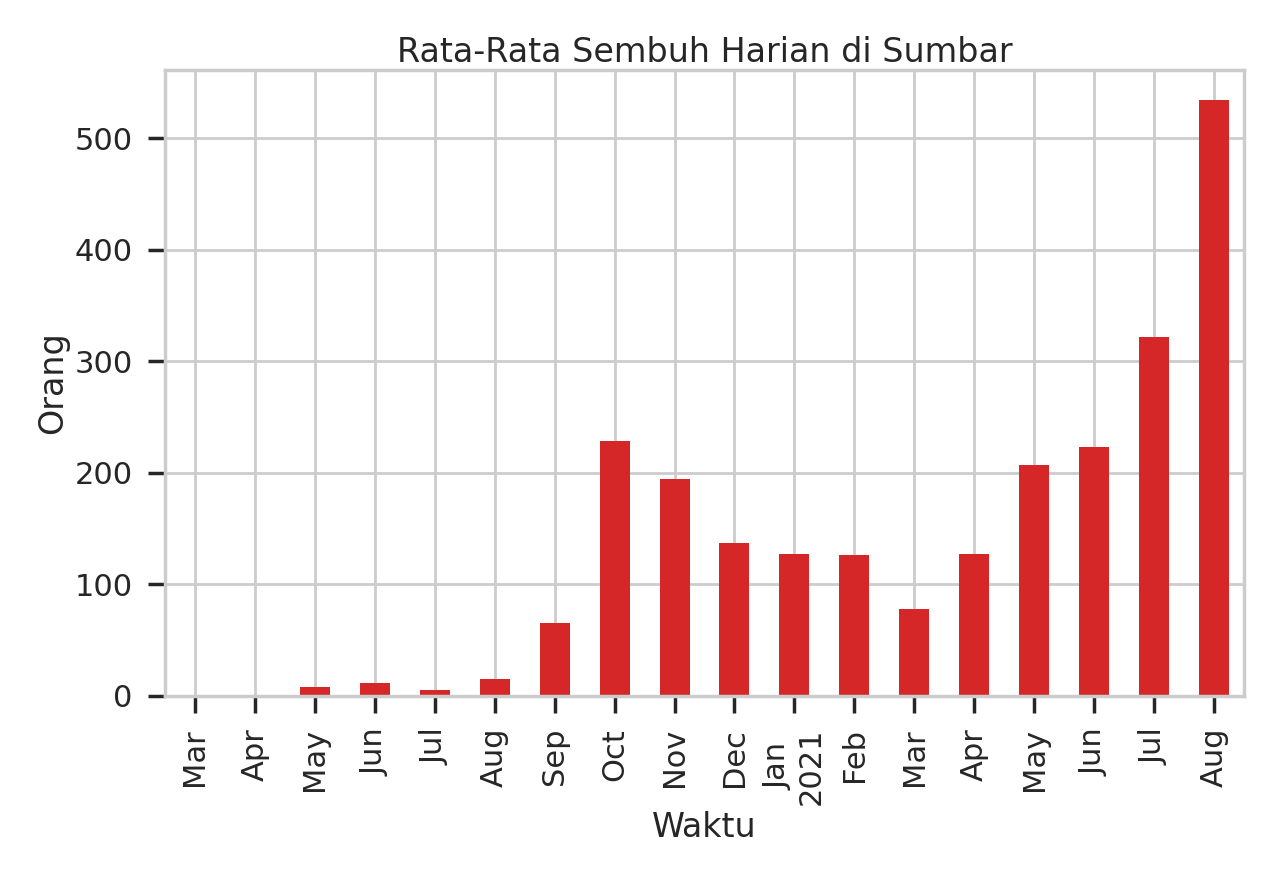 Rata-Rata Sembuh Harian di Sumbar
500
400
300
200
100
0
Orang
Mar
Apr
May
Jun
Jul
Aug
Sep
Oct
Nov
Dec
Jan
2021
Feb
Mar
Apr
May
Jun
Jul
Aug
Waktu